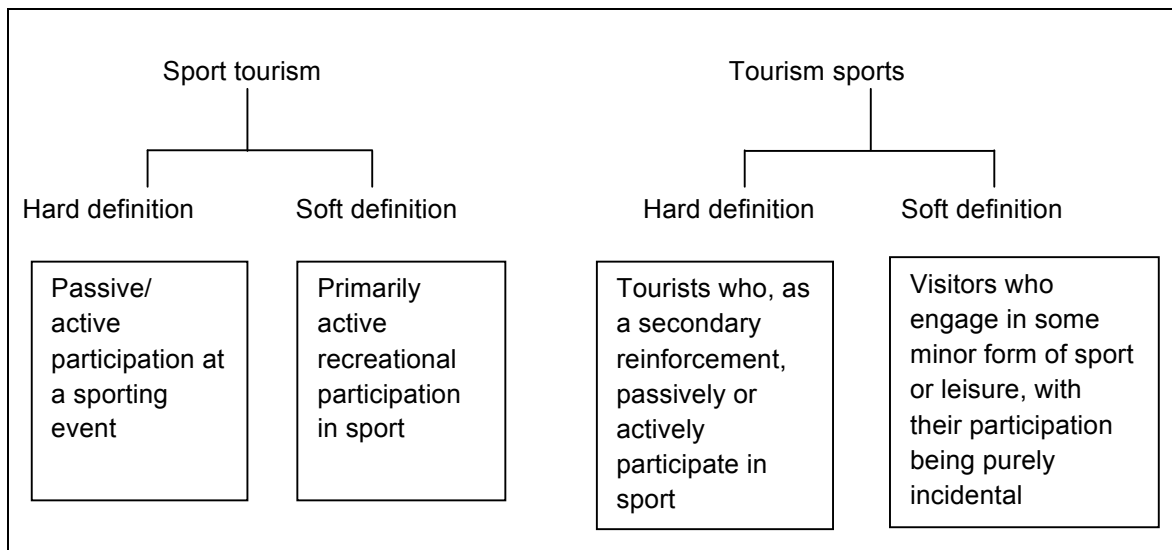 Sport tourism
Tourism sports
Hard definition
Soft definition
Hard definition
Soft definition
Passive/
active
participation at
a sporting
event
Primarily
active
recreational
participation
in sport
Tourists who, as
a secondary
reinforcement,
passively or
actively
participate in
sport
Visitors who
engage in some
minor form of sport
or leisure, with
their participation
being purely
incidental